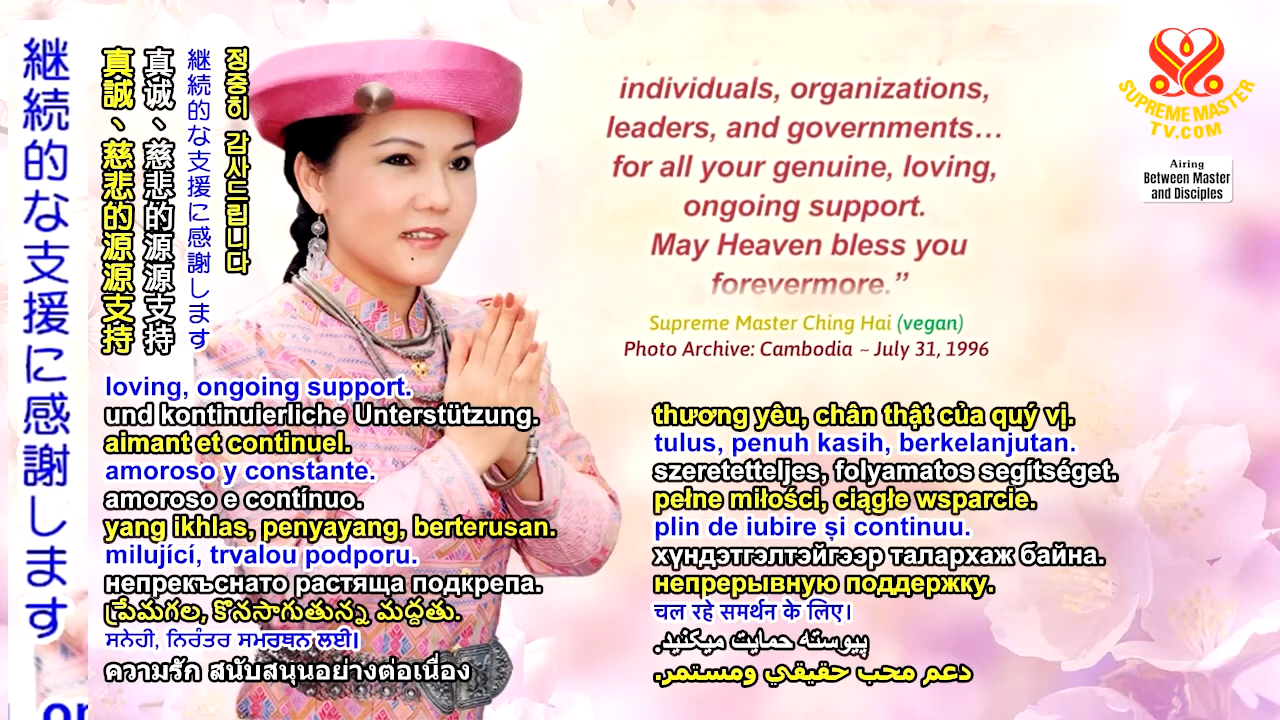 継続的な支援に感謝します
真誠、慈悲的源源支持
真诚、慈悲的源源支持
継続的な支援に感謝します
정중히 감사드립니다
individuals, organizations,
leaders, and governments…
for all your genuine, loving,
ongoing support.
May Heaven bless you
forevermore.”
Supreme Master Ching Hai (vegan)
Photo Archive: Cambodia ~ July 31, 1996
SUPREME MASTER
TV.COM
Airing
Between Master
and Disciples
loving, ongoing support.
und kontinuierliche Unterstützung.
aimant et continuel.
amoroso y constante.
amoroso e contínuo.
yang ikhlas, penyayang, berterusan.
milující, trvalou podporu.
непрекъснато растяща подкрепа.
ప్రేమగల, కొనసాగుతున్న మద్దతు.
ਸਨੇਹੀ, ਨਿਰੰਤਰ ਸਮਰਥਨ ਲਈ।
ความรัก สนับสนุนอย่างต่อเนื่อง
thương yêu, chân thật của quý vị.
tulus, penuh kasih, berkelanjutan.
szeretetteljes, folyamatos segítséget.
pełne miłości, ciągłe wsparcie.
plin de iubire și continuu.
хүндэтгэлтэйгээр талархаж байна.
непрерывную поддержку.
चल रहे समर्थन के लिए।
پیوسته حمایت میکنید.
دعم محب حقيقي ومستمر.